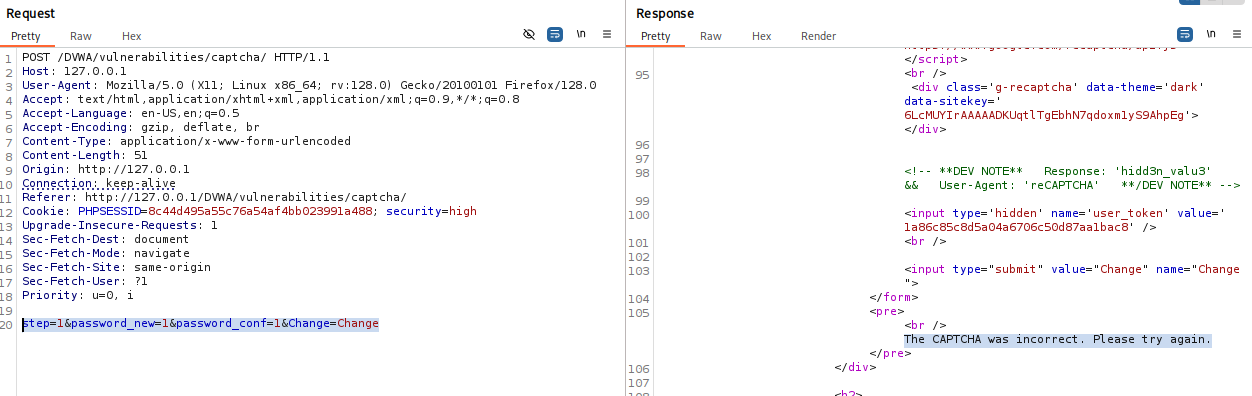 Request
Pretty Raw Hex
\n
1 POST /DVWA/vulnerabilities/captcha/ HTTP/1.1
2 Host: 127.0.0.1
3 User-Agent: Mozilla/5.0 (X11; Linux x86_64; rv:128.0) Gecko/20100101 Firefox/128.0
4 Accept: text/html,application/xhtml+xml,application/xml;q=0.9,*/*;q=0.8
5 Accept-Language: en-US,en;q=0.5
6 Accept-Encoding: gzip, deflate, br
7 Content-Type: application/x-www-form-urlencoded
8 Content-Length: 51
9 Origin: http://127.0.0.1
10 Connection: keep-alive
11 Referer: http://127.0.0.1/DVWA/vulnerabilities/captcha/
12 Cookie: PHPSESSID=8c44d495a55c76a54af4bb023991a488; security=high
13 Upgrade-Insecure-Requests: 1
14 Sec-Fetch-Dest: document
15 Sec-Fetch-Mode: navigate
16 Sec-Fetch-Site: same-origin
17 Sec-Fetch-User: ?1
18 Priority: u=0, i
19
20 step=1&password_new=1&password_conf=1&Change=Change
Response
Pretty Raw Hex Render
\n
</script>
95 <br />
<div class='g-recaptcha' data-theme='dark'
data-sitekey='
6LcMUYIrAAAAADKUqtlTgEbhN7qdoxm1yS9AhpEg'>
</div>
96
97
98 <!-- **DEV NOTE** Response: 'hidd3n_valu3'
&& User-Agent: 'reCAPTCHA' **/DEV NOTE** -->
99
100 <input type='hidden' name='user_token' value='
1a86c85c8d5a04a6706c50d87aa1bac8' />
101 <br />
102
103 <input type="submit" value="Change" name="Change
">
104 </form>
105 <pre>
<br />
The CAPTCHA was incorrect. Please try again.
</pre>
106 </div>
107